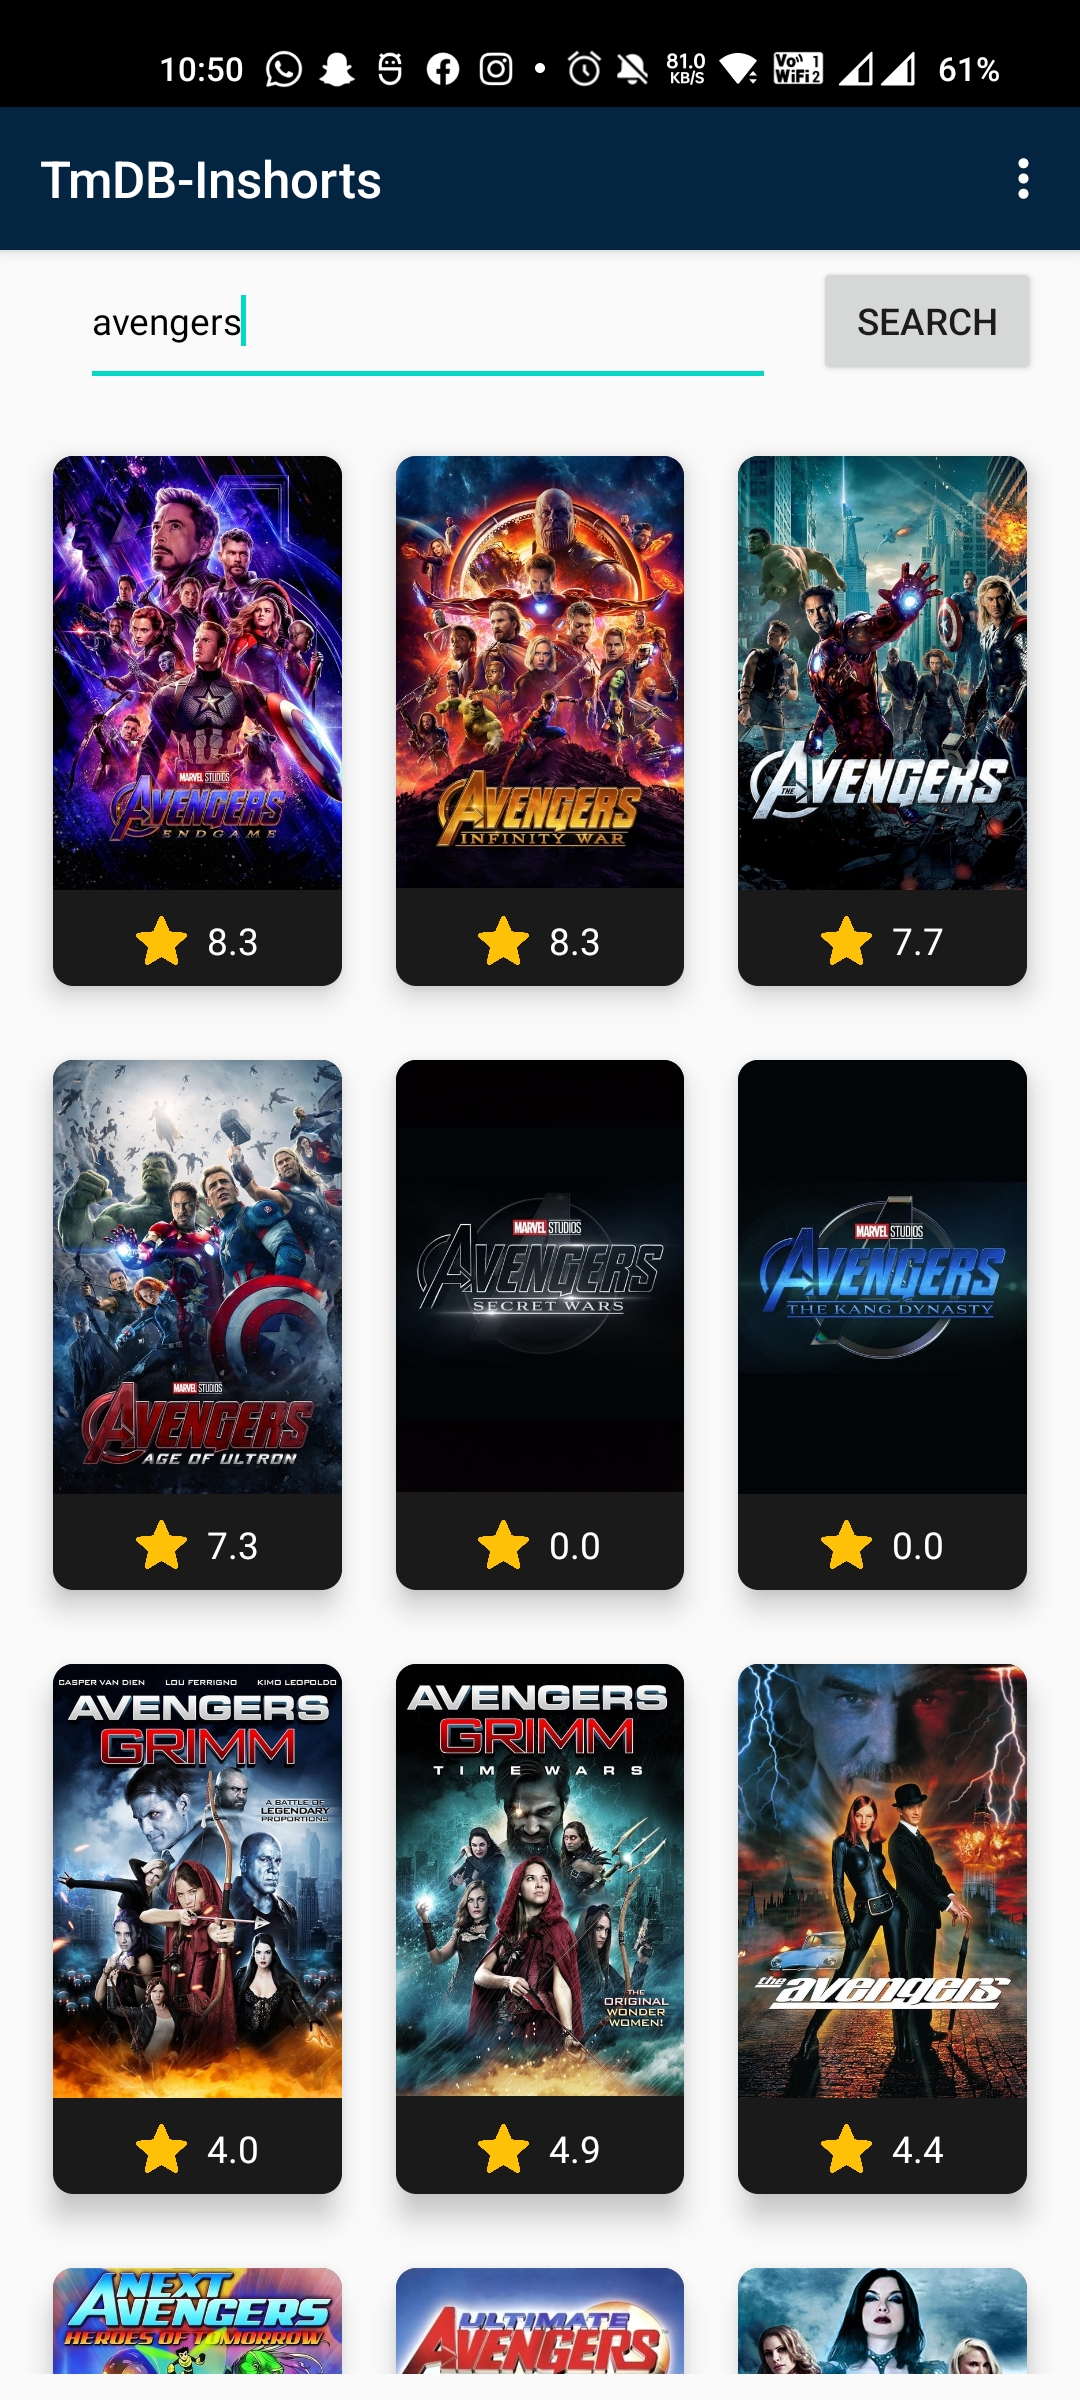 10:50
81.0
KB/S
Vo 1
WiFi 2
61%
TmDB-Inshorts
avengers
SEARCH
MARVEL STUDIOS
AVENGERS
ENDGAME
8.3
AVENGERS
INFINITY WAR
8.3
THE
AVENGERS
7.7
MARVEL STUDIOS
AVENGERS
AGE OF ULTRON
7.3
MARVEL STUDIOS
AVENGERS
SECRET WARS
0.0
MARVEL STUDIOS
AVENGERS
THE KANG DYNASTY
0.0
CASPER VAN DIEN LOU FERRIGNO KIMO LEOPOLDO
AVENGERS
GRIMM
A BATTLE OF
LEGENDARY
PROPORTIONS
4.0
AVENGERS
GRIMM
TIME WARS
THE
ORIGINAL
WONDER
WOMEN!
4.9
the avengers
4.4
NEXT
AVENGERS
HEROES OF TOMORROW
ULTIMATE
AVENGERS